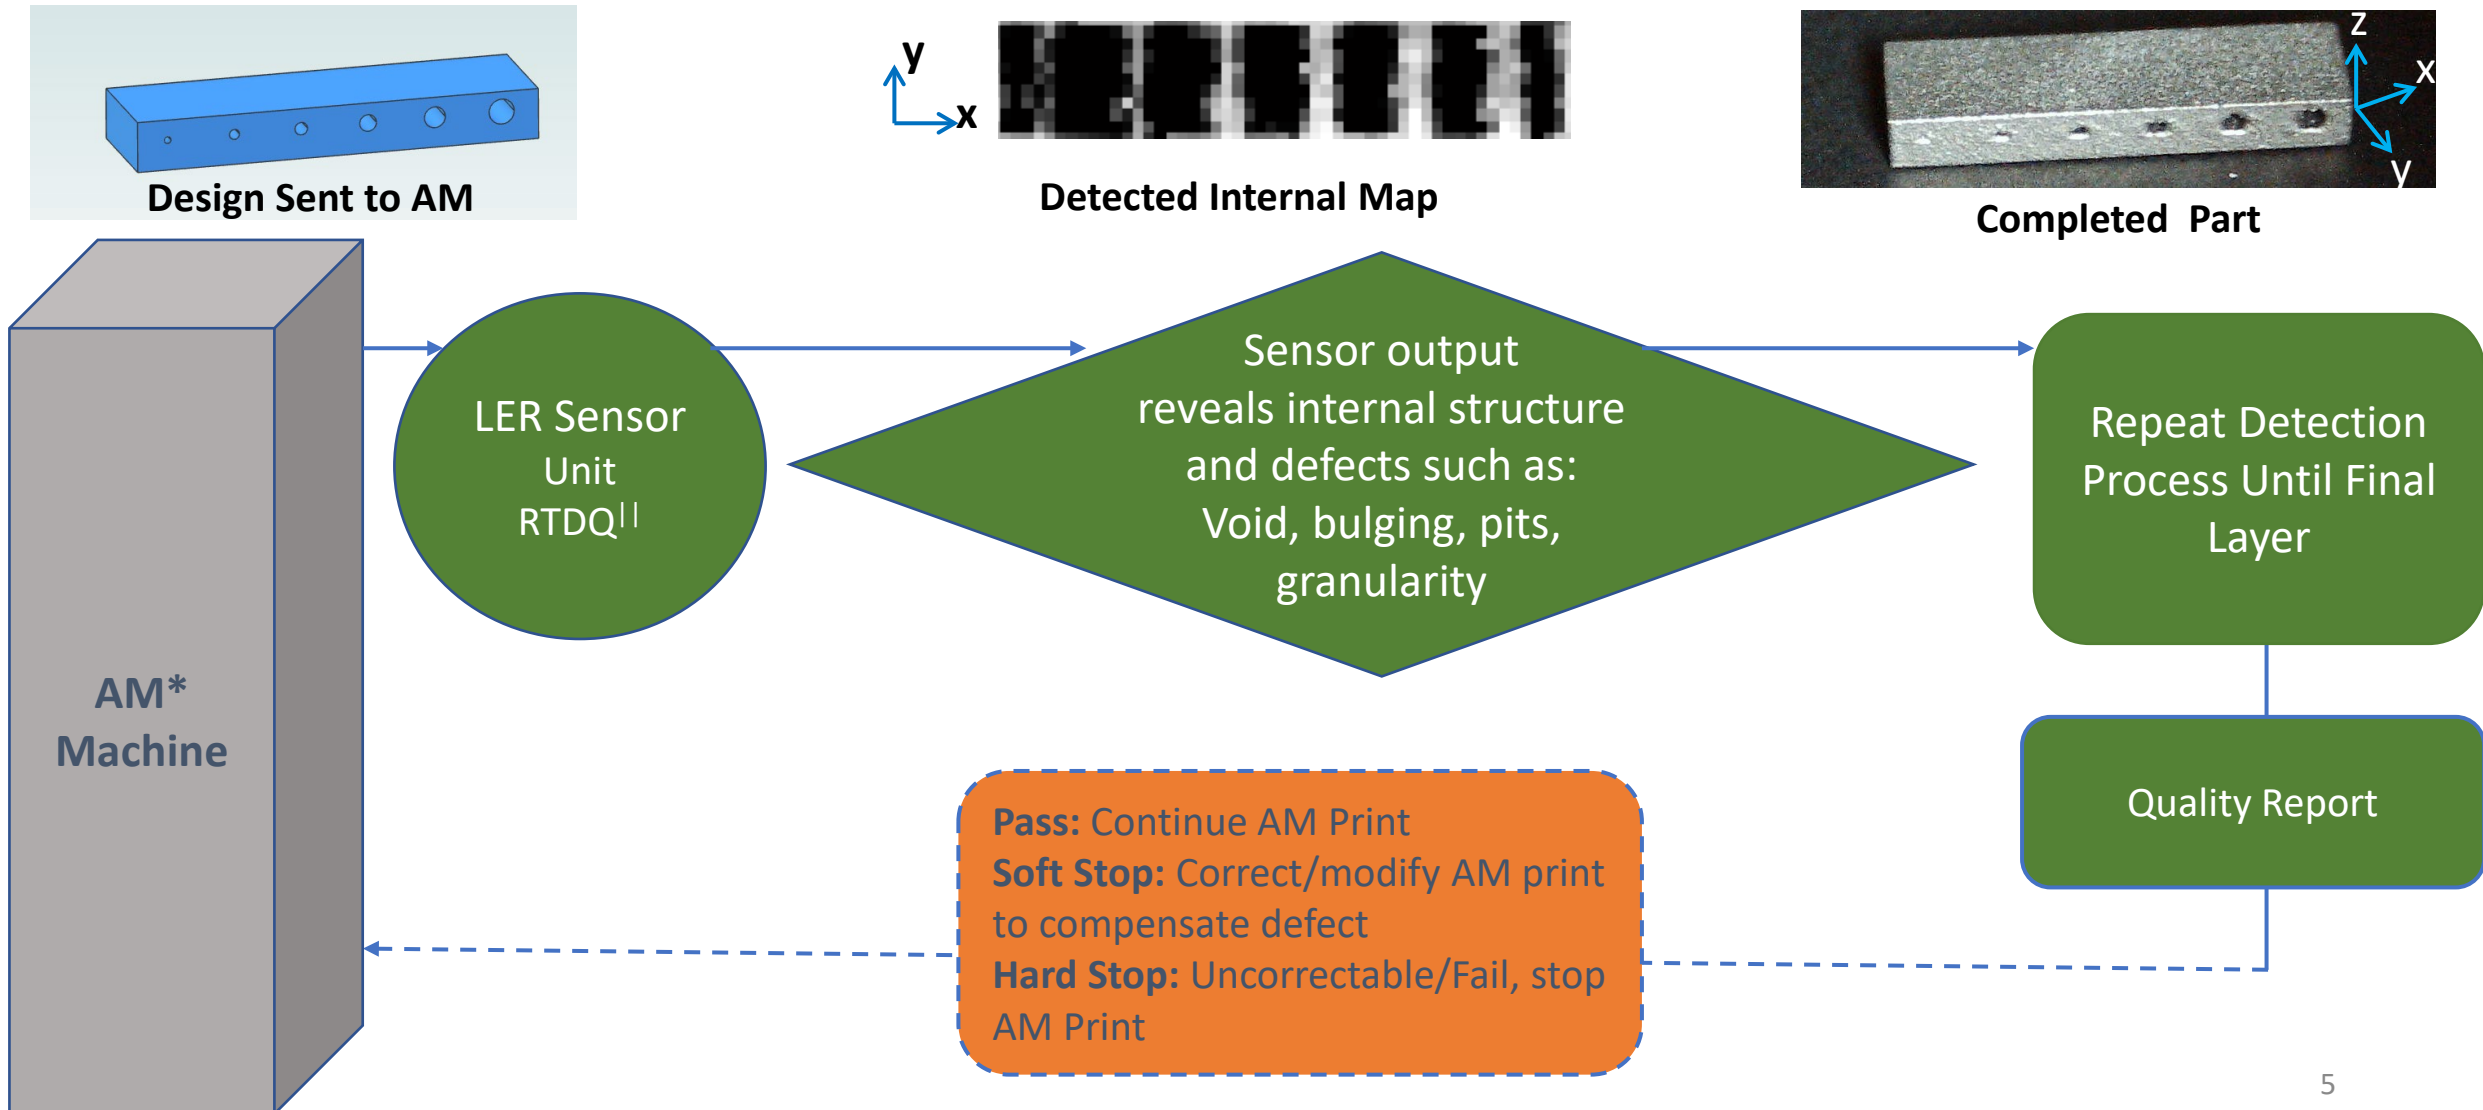 Design Sent to AM
y
x
Detected Internal Map
z
x
y
Completed Part
AM*
Machine
LER Sensor
Unit
RTDQ||
Sensor output
reveals internal structure
and defects such as:
Void, bulging, pits,
granularity
Repeat Detection
Process Until Final
Layer
Quality Report
Pass: Continue AM Print
Soft Stop: Correct/modify AM print
to compensate defect
Hard Stop: Uncorrectable/Fail, stop
AM Print
5